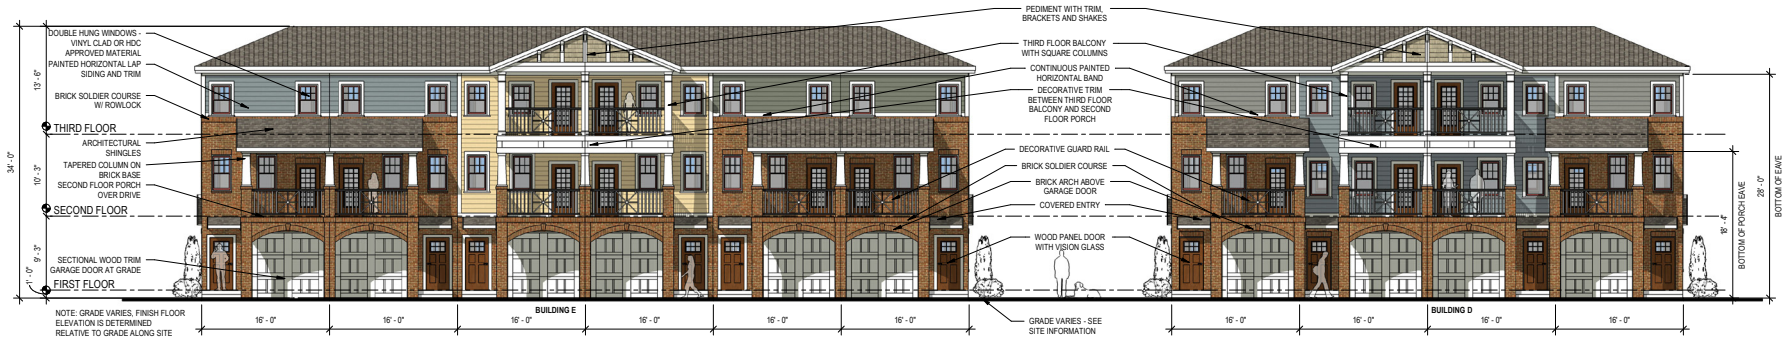 DOUBLE HUNG WINDOWS -
VINYL CLAD OR HDC
APPROVED MATERIAL
PAINTED HORIZONTAL LAP
SIDING AND TRIM
BRICK SOLDIER COURSE
W/ ROWLOCK
THIRD FLOOR
ARCHITECTURAL
SHINGLES
TAPERED COLUMN ON
BRICK BASE
SECOND FLOOR PORCH
OVER DRIVE
SECOND FLOOR
SECTIONAL WOOD TRIM
GARAGE DOOR AT GRADE
FIRST FLOOR
NOTE: GRADE VARIES, FINISH FLOOR
ELEVATION IS DETERMINED
RELATIVE TO GRADE ALONG SITE
34' - 0"
13' - 6"
10' - 3"
9' - 3"
1' - 0"
PEDIMENT WITH TRIM,
BRACKETS AND SHAKES
THIRD FLOOR BALCONY
WITH SQUARE COLUMNS
CONTINUOUS PAINTED
HORIZONTAL BAND
DECORATIVE TRIM
BETWEEN THIRD FLOOR
BALCONY AND SECOND
FLOOR PORCH
DECORATIVE GUARD RAIL
BRICK SOLDIER COURSE
BRICK ARCH ABOVE
GARAGE DOOR
COVERED ENTRY
WOOD PANEL DOOR
WITH VISION GLASS
GRADE VARIES - SEE
SITE INFORMATION
18' - 4"
BOTTOM OF PORCH EAVE
28' - 0"
BOTTOM OF EAVE
BUILDING E
16' - 0"
16' - 0"
16' - 0"
16' - 0"
16' - 0"
16' - 0"
BUILDING D
16' - 0"
16' - 0"
16' - 0"
16' - 0"